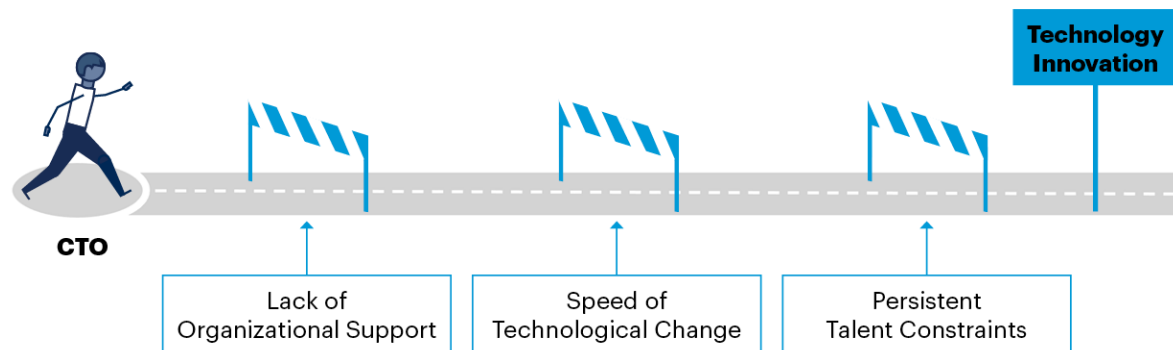 Technology
Innovation
CTO
Lack of
Organizational Support
Speed of
Technological Change
Persistent
Talent Constraints